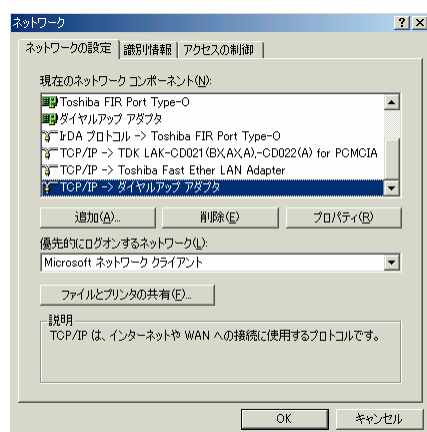 ネットワーク
ネットワークの設定 識別情報 アクセスの制御
現在のネットワーク コンポーネント(N):
Toshiba FIR Port Type-O
ダイヤルアップ アダプタ
IrDA プロトコル -> Toshiba FIR Port Type-O
TCP/IP -> TDK LAK-CD021(BX,AX,A),-CD022(A) for PCMCIA
TCP/IP -> Toshiba Fast Ether LAN Adapter
TCP/IP -> ダイヤルアップ アダプタ
追加(A)... 削除(E) プロパティ(R)
優先的にログオンするネットワーク(L):
Microsoft ネットワーク クライアント
ファイルとプリンタの共有(F)...
説明
TCP/IP は、インターネットや WAN への接続に使用するプロトコルです。
OK キャンセル